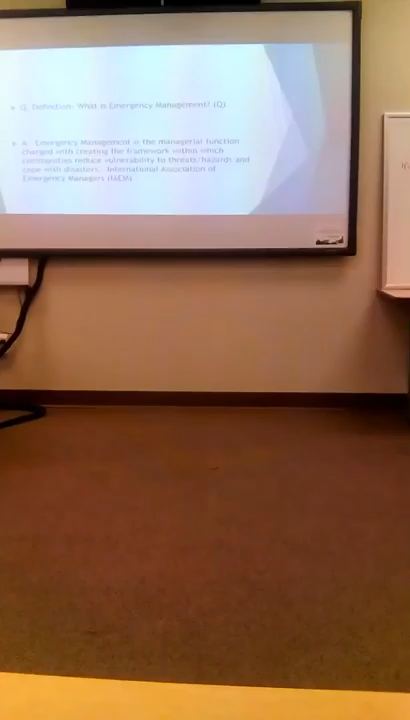 Q. Definition: What is Emergency Management? (Q)
A. Emergency Management is the managerial function
charged with creating the framework within which
communities reduce vulnerability to threats/hazards and
cope with disasters. International Association of
Emergency Managers (IAEM)